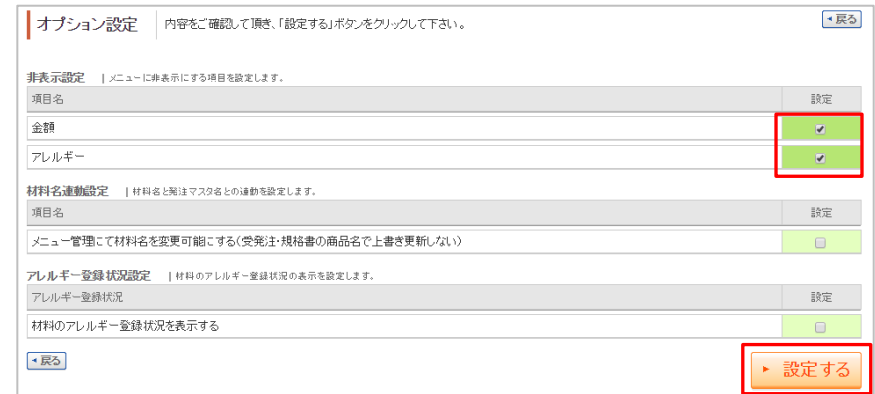 オプション設定 内容をご確認して頂き、「設定する」ボタンをクリックして下さい。 戻る
非表示設定 | メニューに非表示にする項目を設定します。
項目名 設定
金額
アレルギー
材料名連動設定 | 材料名と発注マスタ名との連動を設定します。
項目名 設定
メニュー管理にて材料名を変更可能にする(受発注・規格書の商品名で上書き更新しない)
アレルギー登録状況設定 | 材料のアレルギー登録状況の表示を設定します。
アレルギー登録状況 設定
材料のアレルギー登録状況を表示する
戻る 設定する